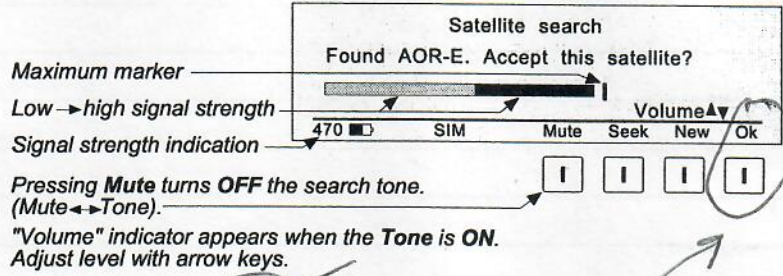 Satellite search
Found AOR-E. Accept this satellite?
Maximum marker
Low→high signal strength
Volume▲▼
Signal strength indication
470 SIM Mute Seek New Ok
Pressing Mute turns OFF the search tone.
(Mute↔Tone).
"Volume" indicator appears when the Tone is ON.
Adjust level with arrow keys.